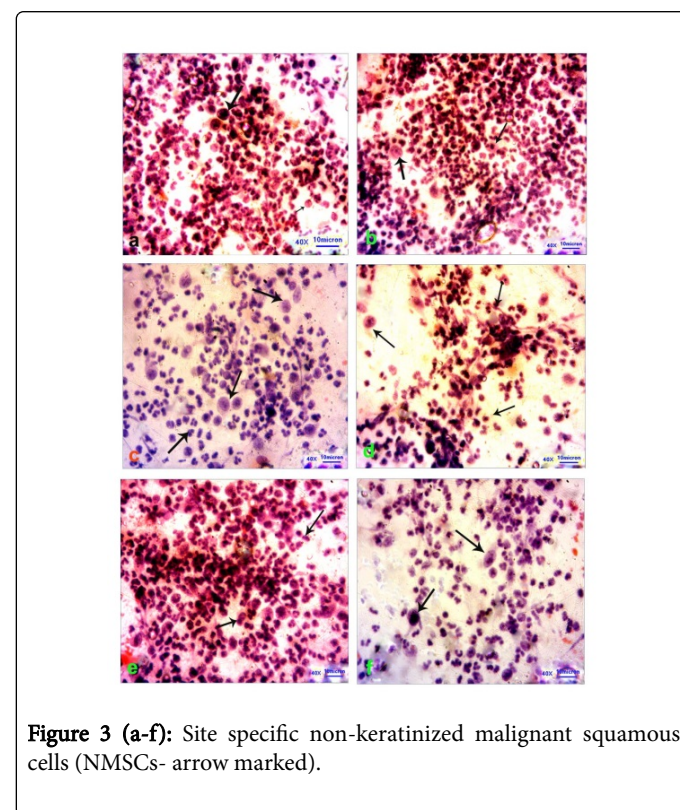 a
40X 10micron
b
40X 10micron
c
40X 10micron
d
40X 10micron
e
40X 10micron
f
40X 10micron
Figure 3 (a-f): Site specific non-keratinized malignant squamous
cells (NMSCs- arrow marked).